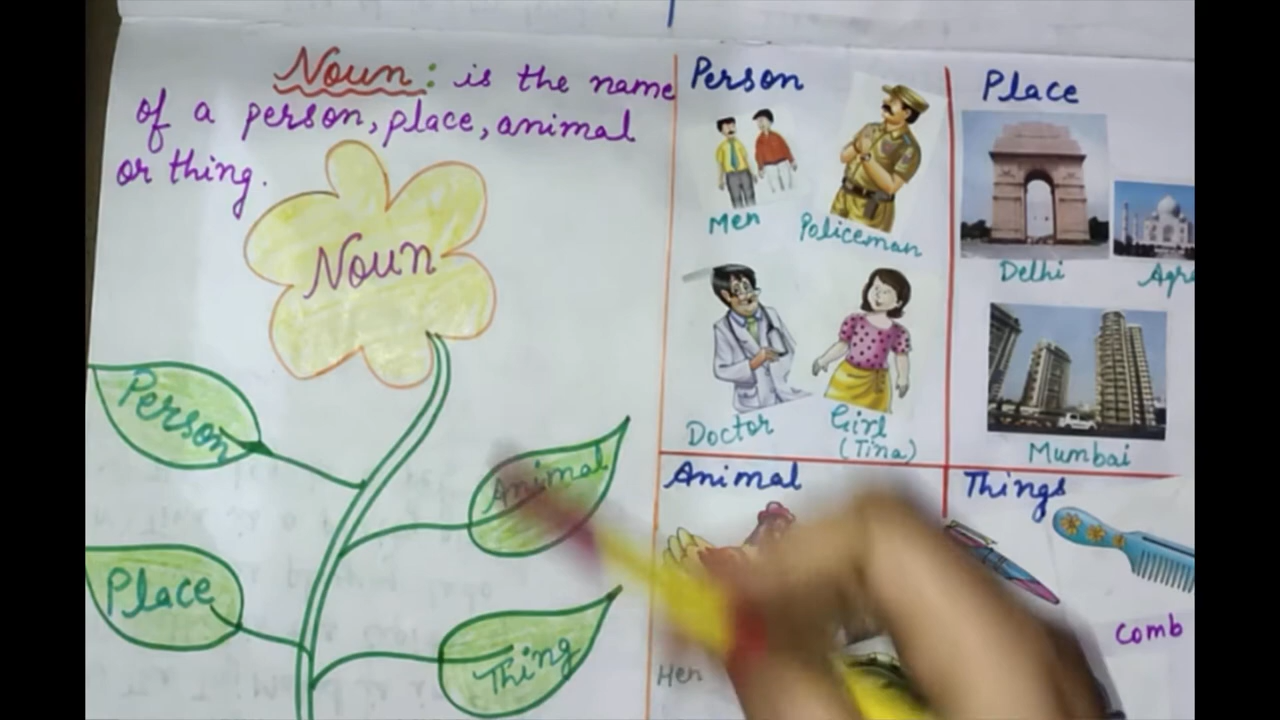 Noun: is the name
of a person, place, animal
or thing.
Noun
Person
Animal
Place
Thing
Person
Men
Policeman
Doctor
Girl
(Tina)
Place
Delhi
Mumbai
Animal
Hen
Things
comb